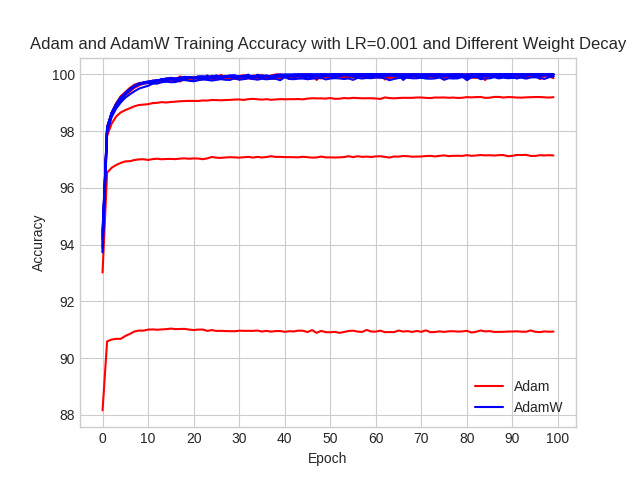 Adam and AdamW Training Accuracy with LR=0.001 and Different Weight Decay
100
98
96
94
92
90
88
Accuracy
0 10 20 30 40 50 60 70 80 90 100
Epoch
Adam
AdamW